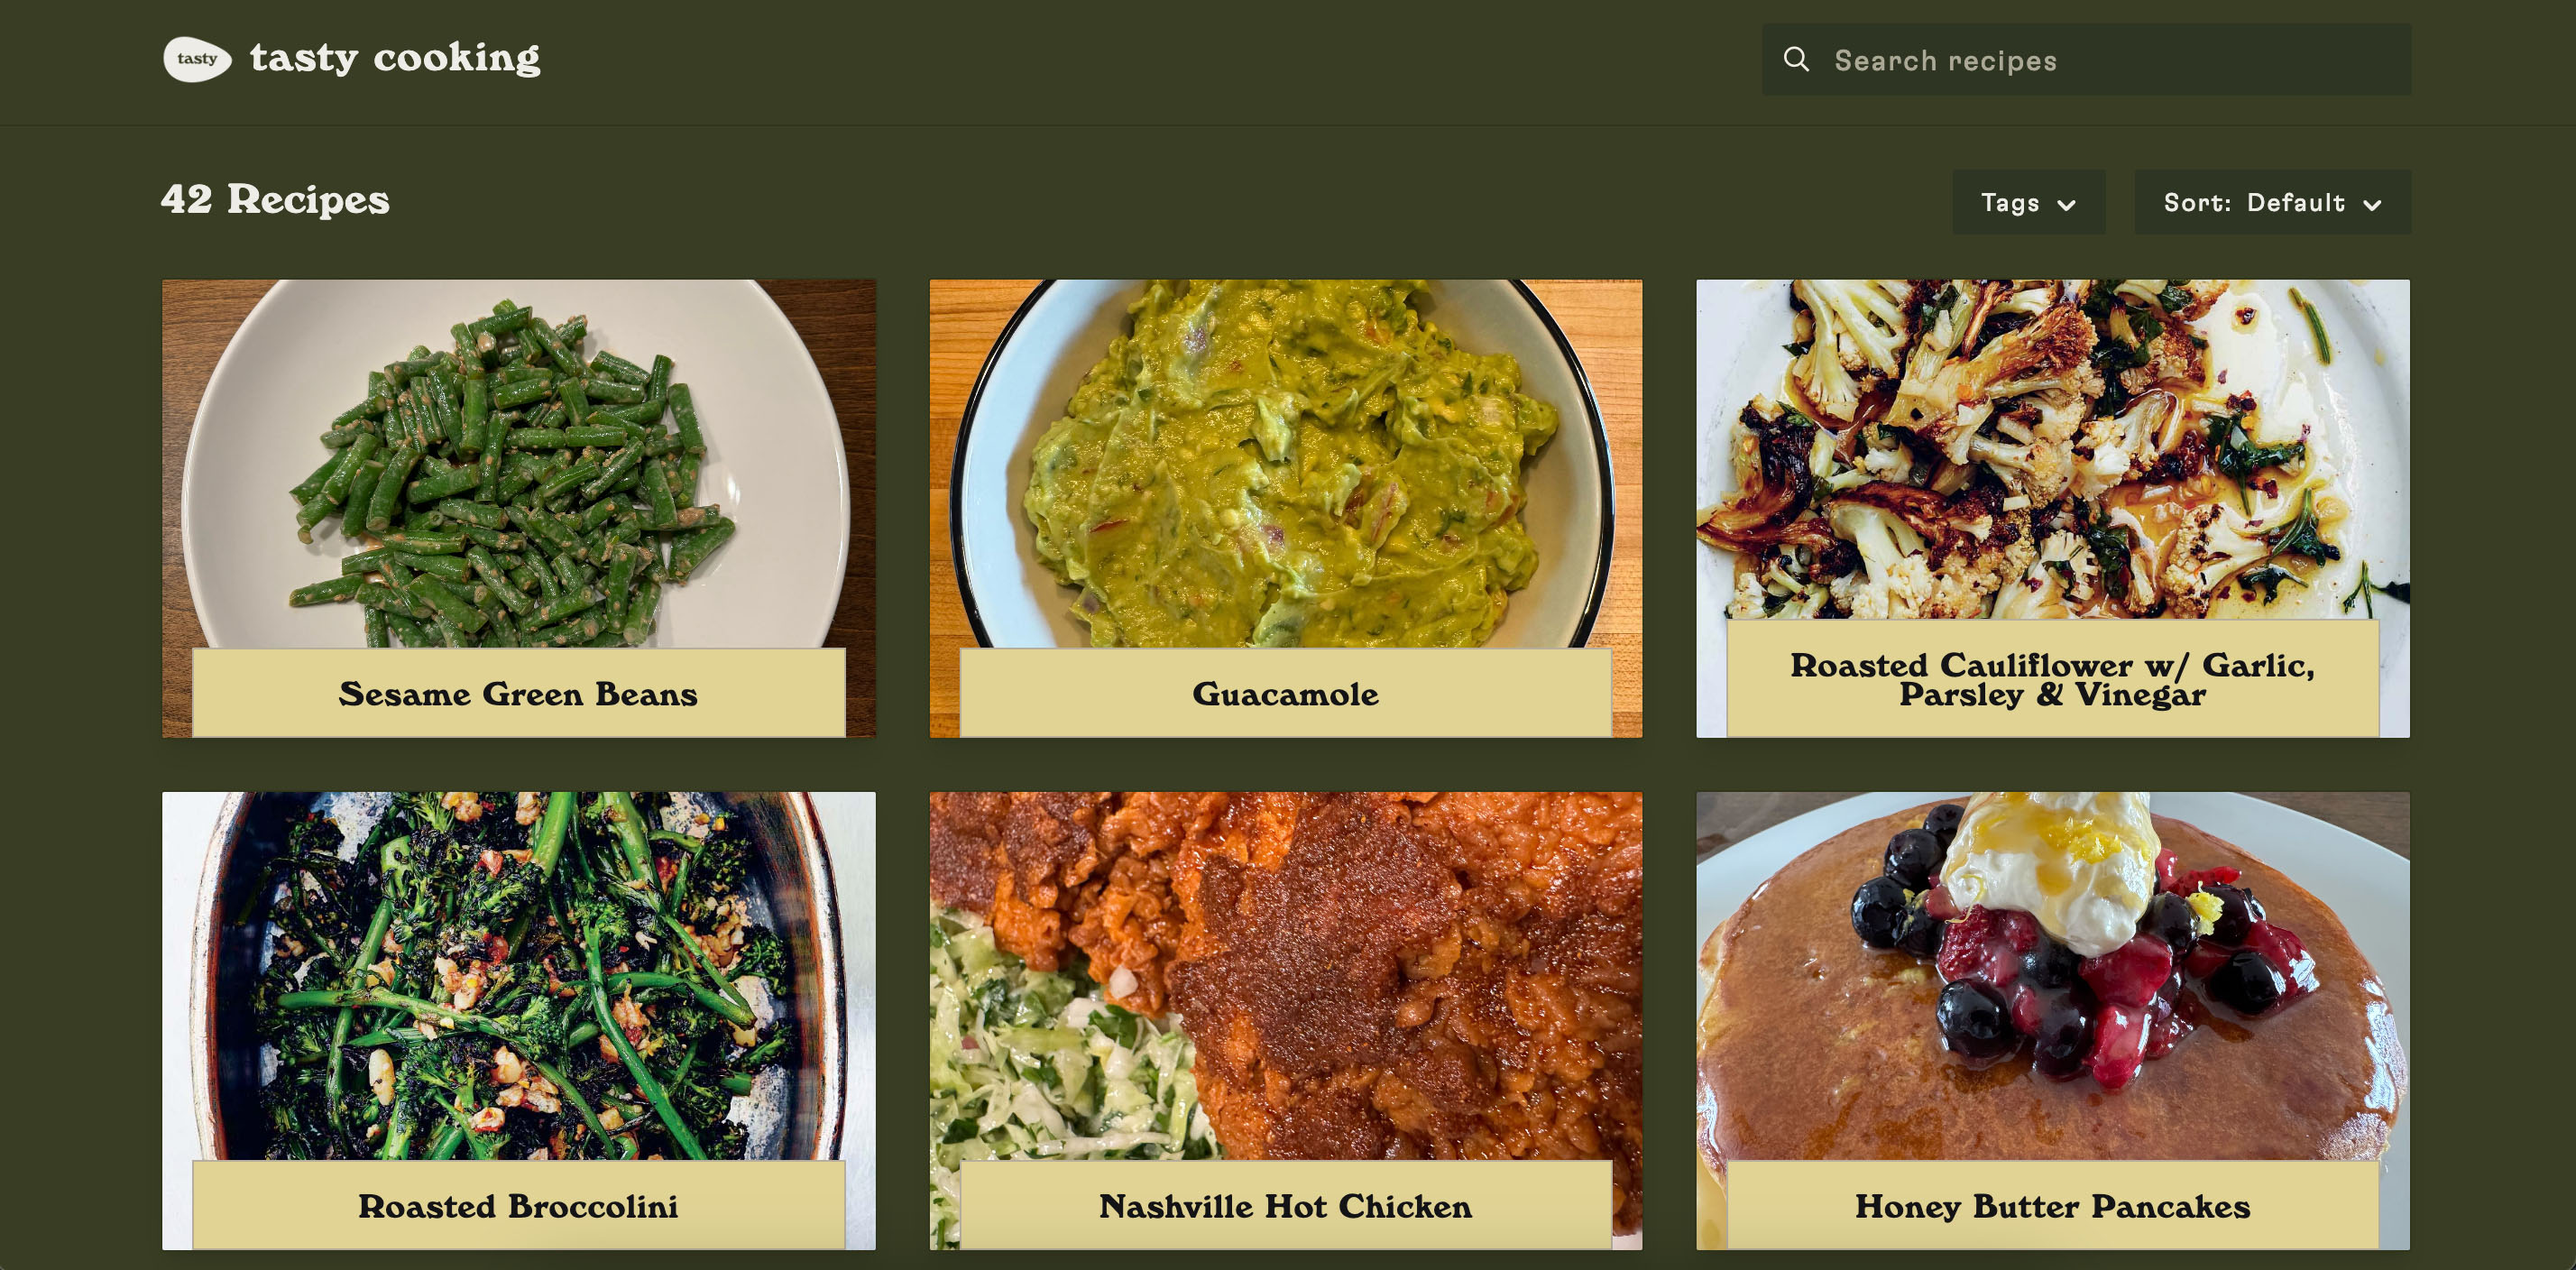 tasty
tasty cooking
Search recipes
42 Recipes
Tags
Sort: Default
Sesame Green Beans
Guacamole
Roasted Cauliflower w/ Garlic,
Parsley & Vinegar
Roasted Broccolini
Nashville Hot Chicken
Honey Butter Pancakes